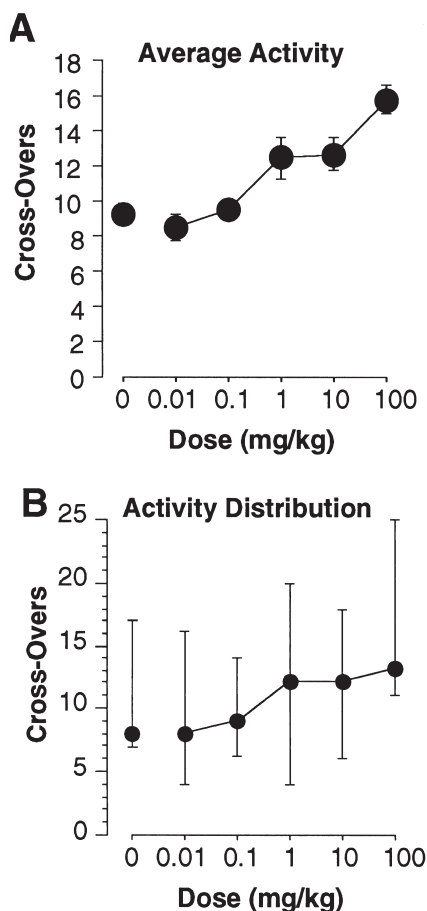 A
Average Activity
18
16
14
12
10
8
6
4
2
0
Cross-Overs
0 0.01 0.1 1 10 100
Dose (mg/kg)
B
Activity Distribution
25
20
15
10
5
0
Cross-Overs
0 0.01 0.1 1 10 100
Dose (mg/kg)